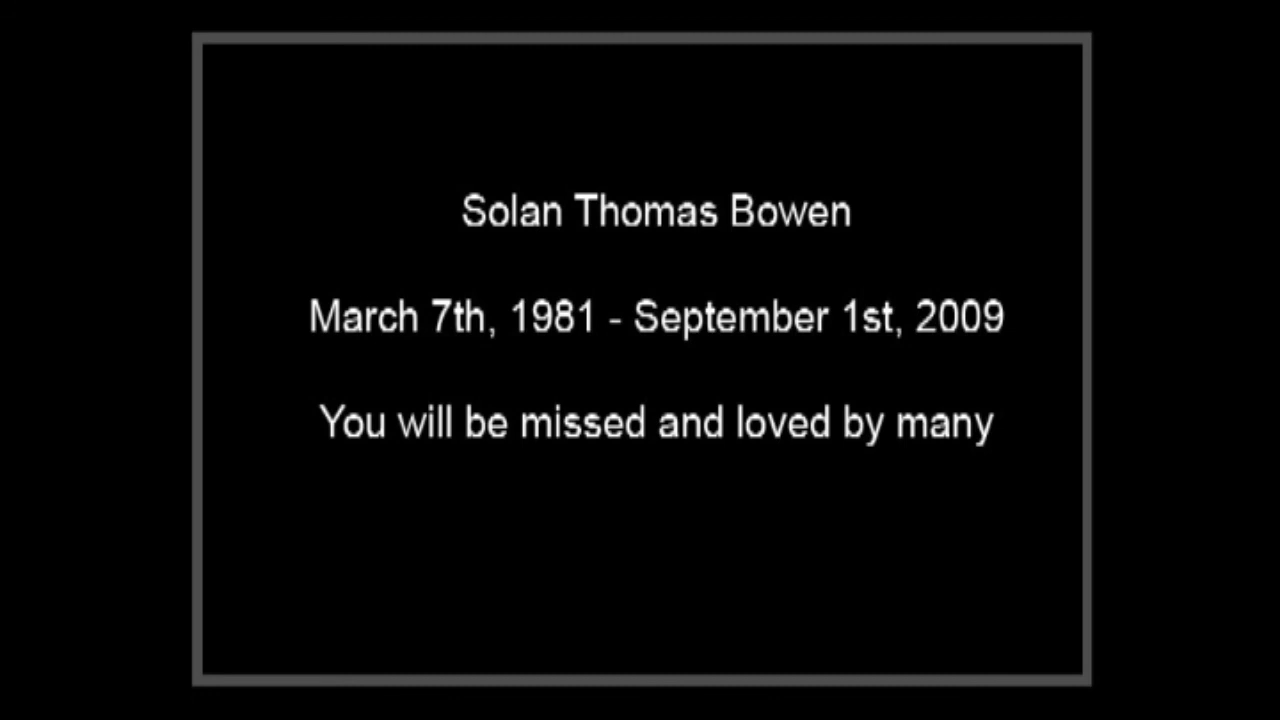 Solan Thomas Bowen
March 7th, 1981 - September 1st, 2009
You will be missed and loved by many